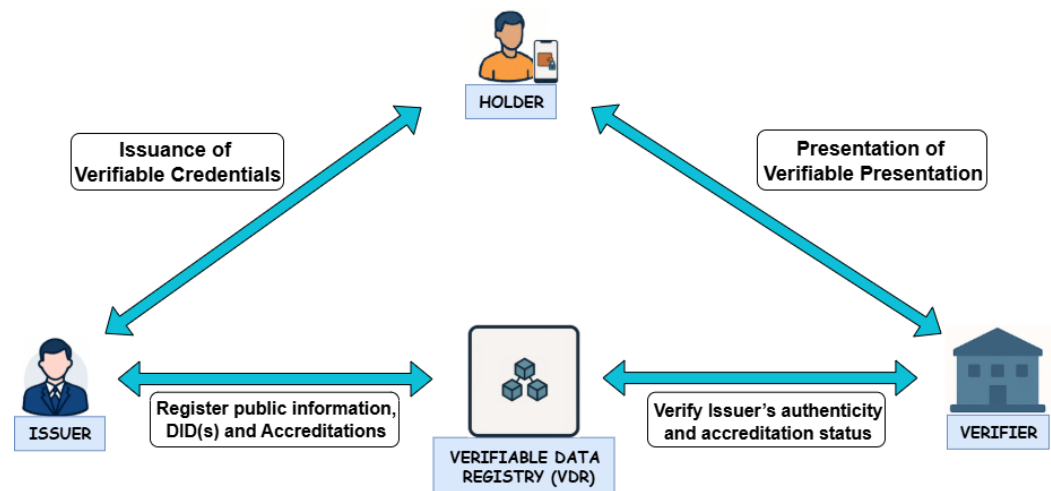 HOLDER
Issuance of
Verifiable Credentials
Presentation of
Verifiable Presentation
ISSUER
Register public information,
DID(s) and Accreditations
VERIFIABLE DATA
REGISTRY (VDR)
Verify Issuer's authenticity
and accreditation status
VERIFIER